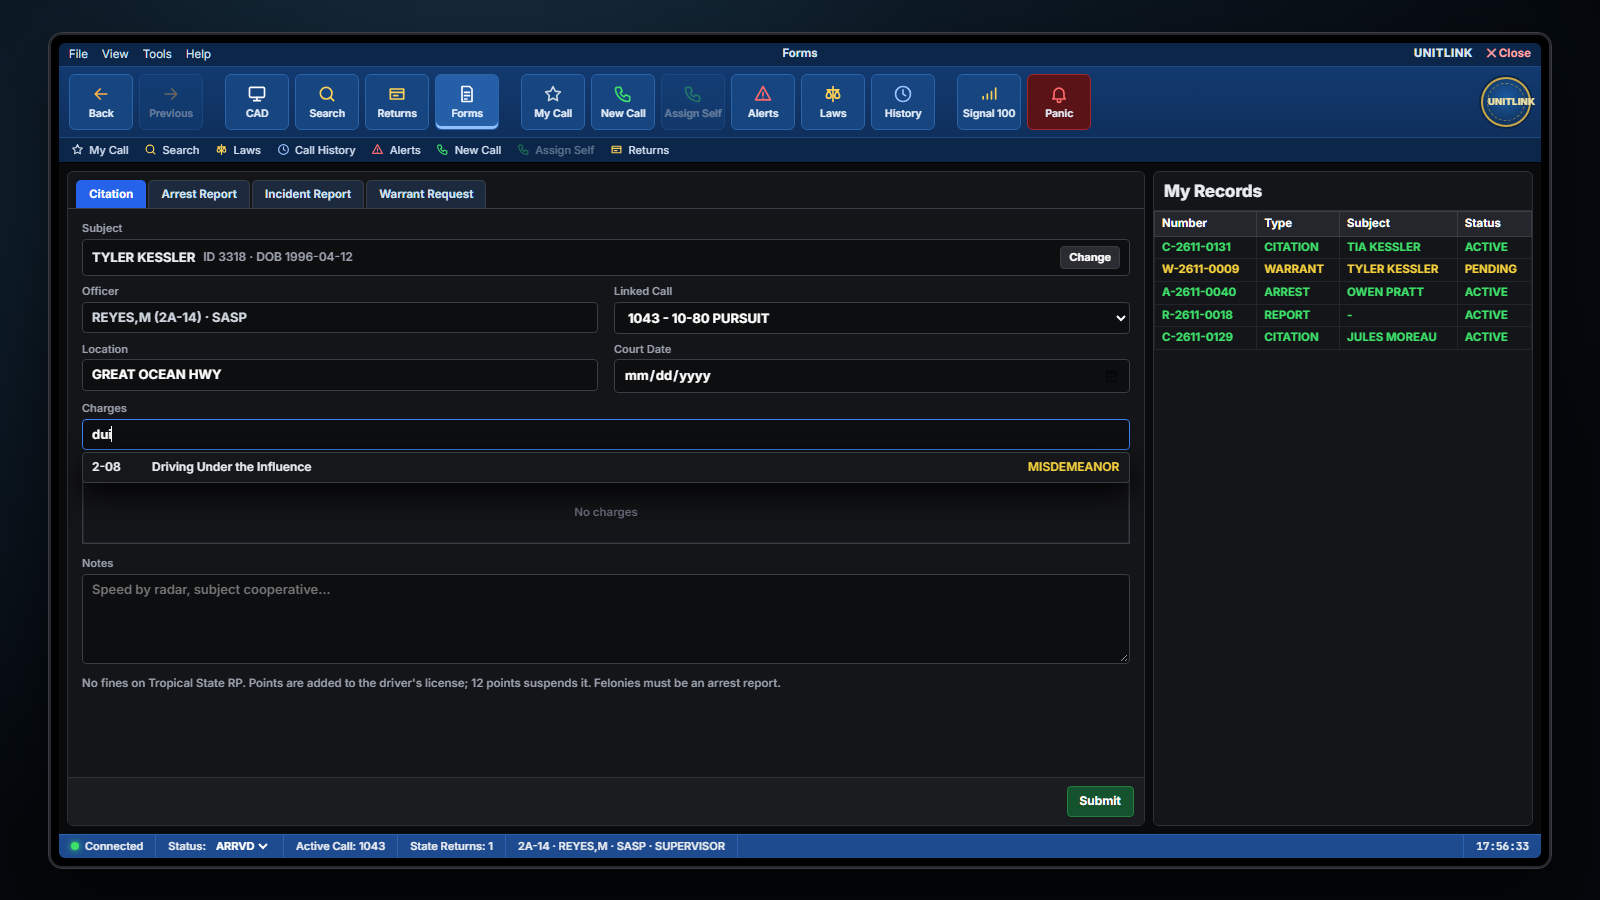 File View Tools Help
Forms
UNITLINK Close
Back
Previous
CAD
Search
Returns
Forms
My Call
New Call
Assign Self
Alerts
Laws
History
Signal 100
Panic
UNITLINK
My Call Search Laws Call History Alerts New Call Assign Self Returns
Citation
Arrest Report
Incident Report
Warrant Request
Subject
TYLER KESSLER ID 3318 · DOB 1996-04-12
Change
Officer
REYES,M (2A-14) · SASP
Linked Call
1043 - 10-80 PURSUIT
Location
GREAT OCEAN HWY
Court Date
mm/dd/yyyy
Charges
dui
2-08 Driving Under the Influence MISDEMEANOR
No charges
Notes
Speed by radar, subject cooperative...
No fines on Tropical State RP. Points are added to the driver's license; 12 points suspends it. Felonies must be an arrest report.
Submit
My Records
Number Type Subject Status
C-2611-0131 CITATION TIA KESSLER ACTIVE
W-2611-0009 WARRANT TYLER KESSLER PENDING
A-2611-0040 ARREST OWEN PRATT ACTIVE
R-2611-0018 REPORT - ACTIVE
C-2611-0129 CITATION JULES MOREAU ACTIVE
Connected
Status: ARRVD
Active Call: 1043
State Returns: 1
2A-14 · REYES,M · SASP · SUPERVISOR
17:56:33